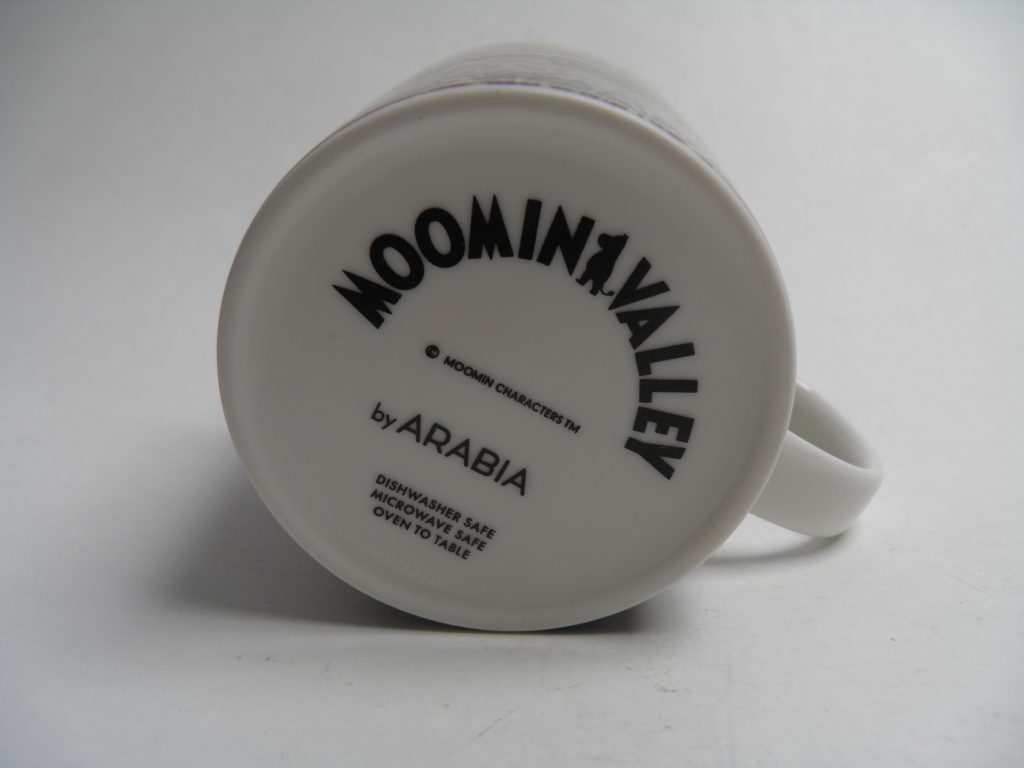 MOOMINVALLEY
© MOOMIN CHARACTERS™
by ARABIA
DISHWASHER SAFE
MICROWAVE SAFE
OVEN TO TABLE